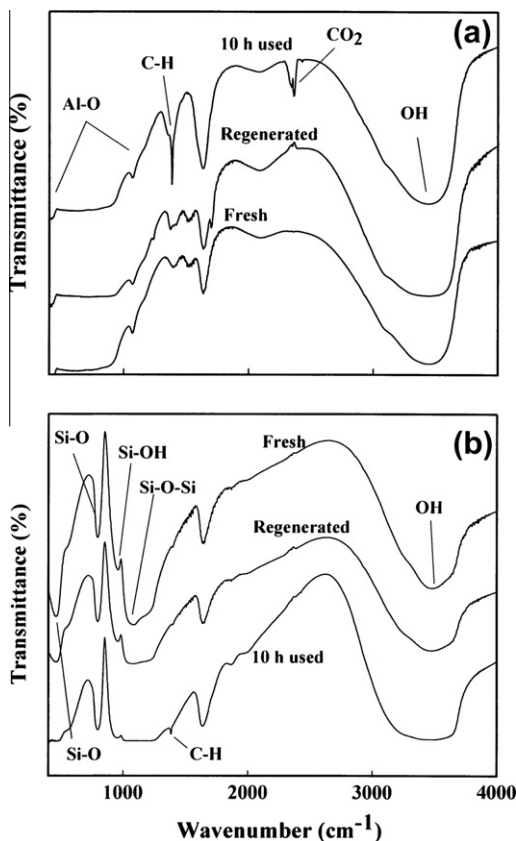 (a)
10 h used
CO2
C-H
Al-O
OH
Regenerated
Fresh
Transmittance (%)
(b)
Si-O
Fresh
Si-OH
Si-O-Si
OH
Regenerated
10 h used
Si-O
C-H
Transmittance (%)
1000 2000 3000 4000
Wavenumber (cm-1)